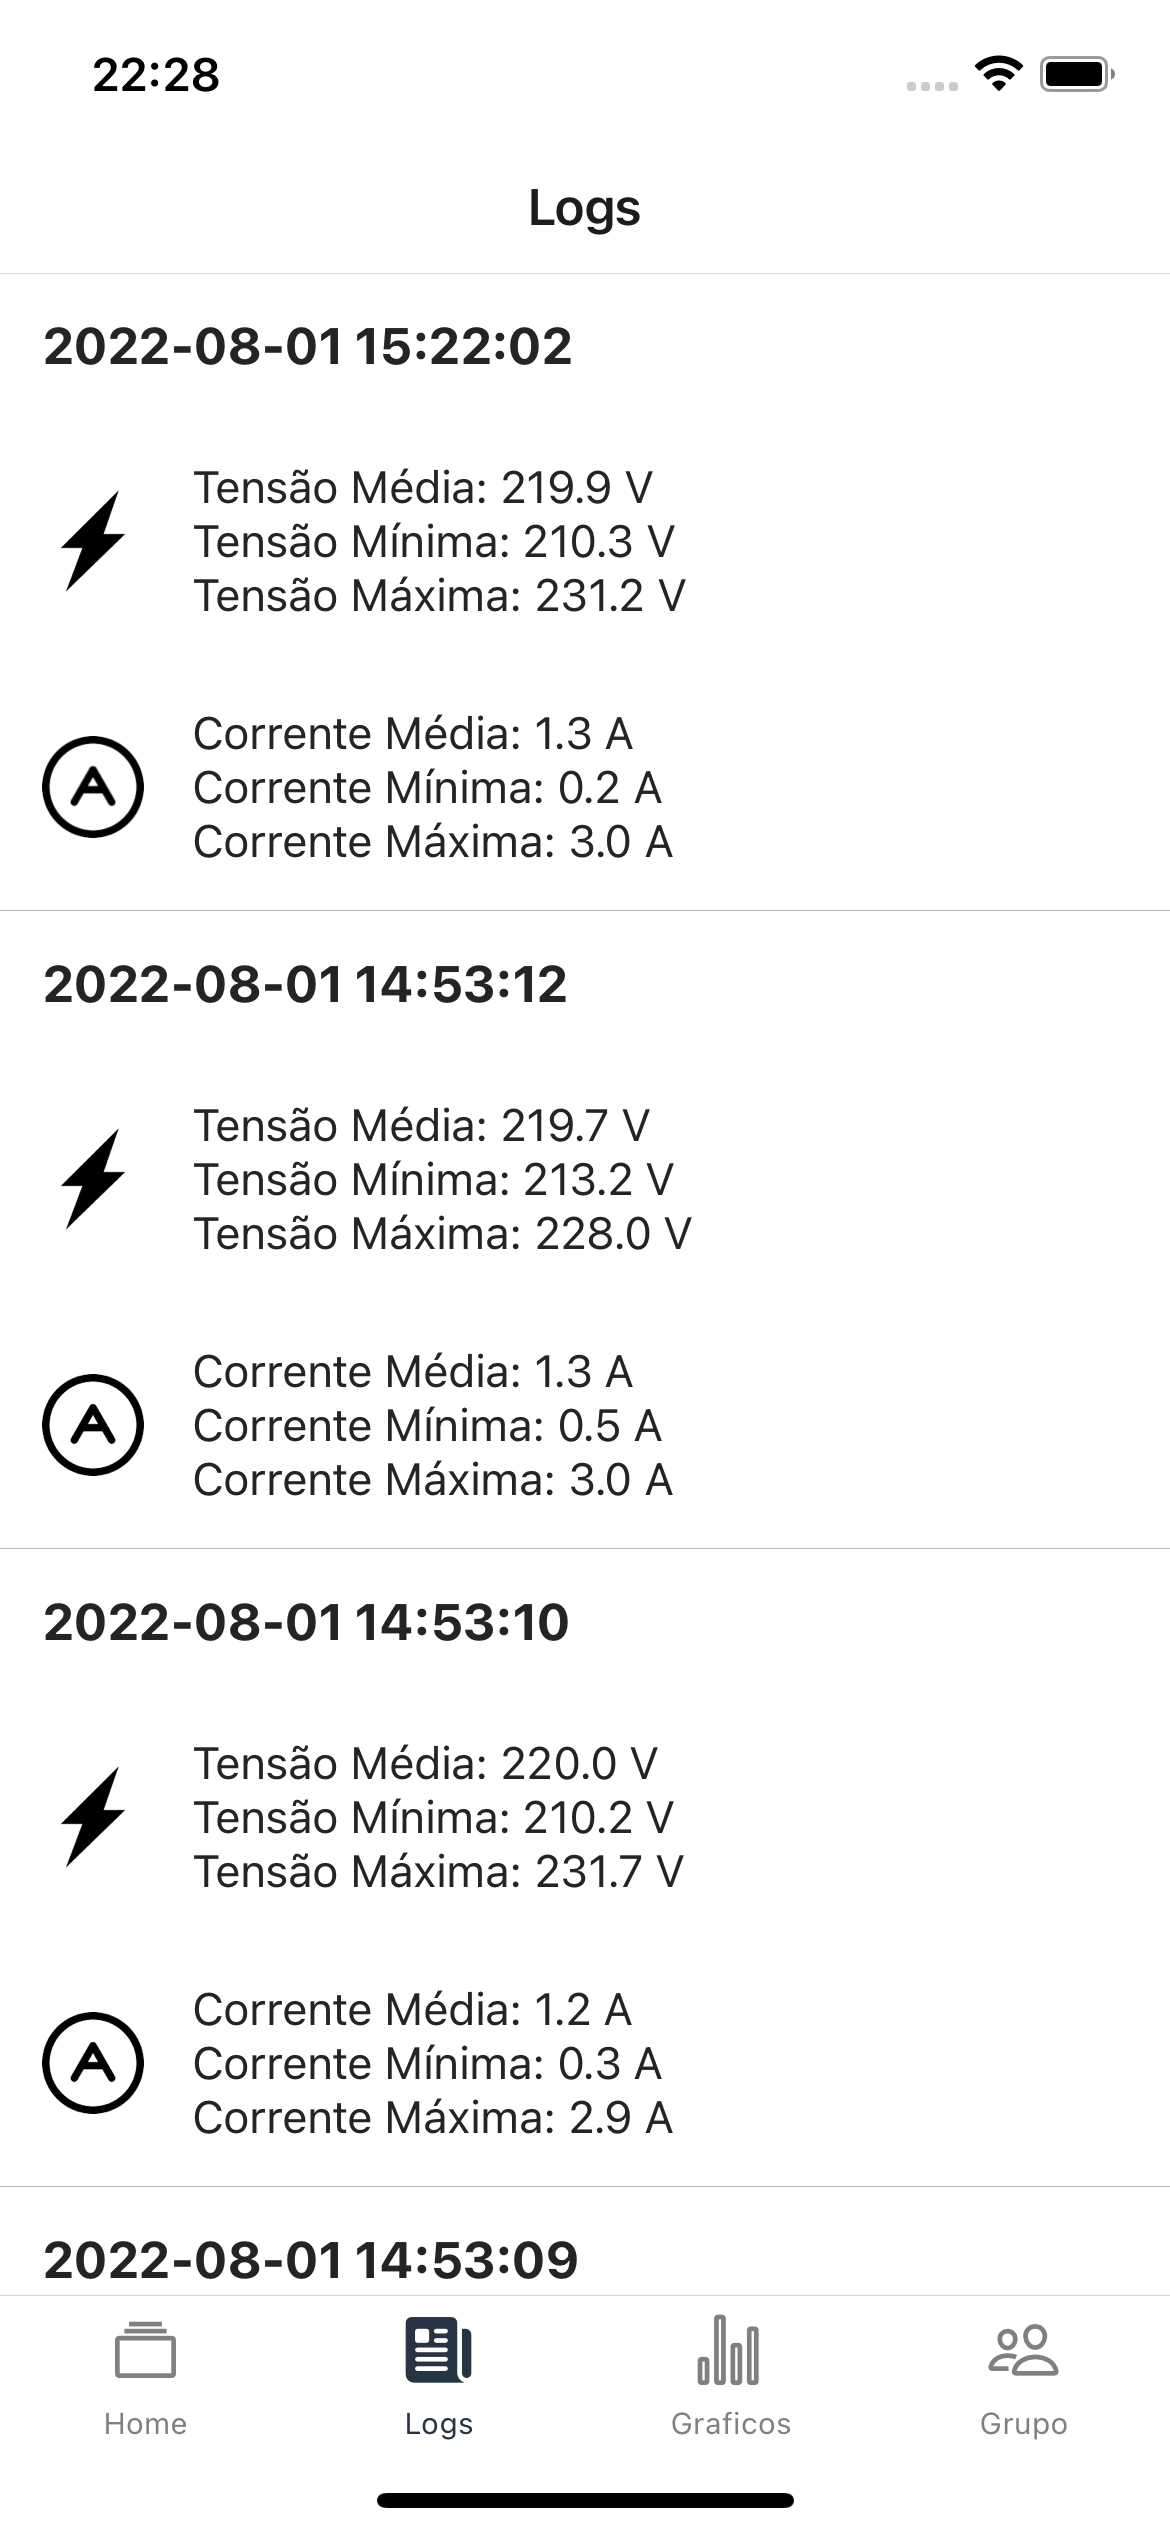 22:28
Logs
2022-08-01 15:22:02
Tensão Média: 219.9 V
Tensão Mínima: 210.3 V
Tensão Máxima: 231.2 V
A
Corrente Média: 1.3 A
Corrente Mínima: 0.2 A
Corrente Máxima: 3.0 A
2022-08-01 14:53:12
Tensão Média: 219.7 V
Tensão Mínima: 213.2 V
Tensão Máxima: 228.0 V
A
Corrente Média: 1.3 A
Corrente Mínima: 0.5 A
Corrente Máxima: 3.0 A
2022-08-01 14:53:10
Tensão Média: 220.0 V
Tensão Mínima: 210.2 V
Tensão Máxima: 231.7 V
A
Corrente Média: 1.2 A
Corrente Mínima: 0.3 A
Corrente Máxima: 2.9 A
2022-08-01 14:53:09
Home
Logs
Graficos
Grupo